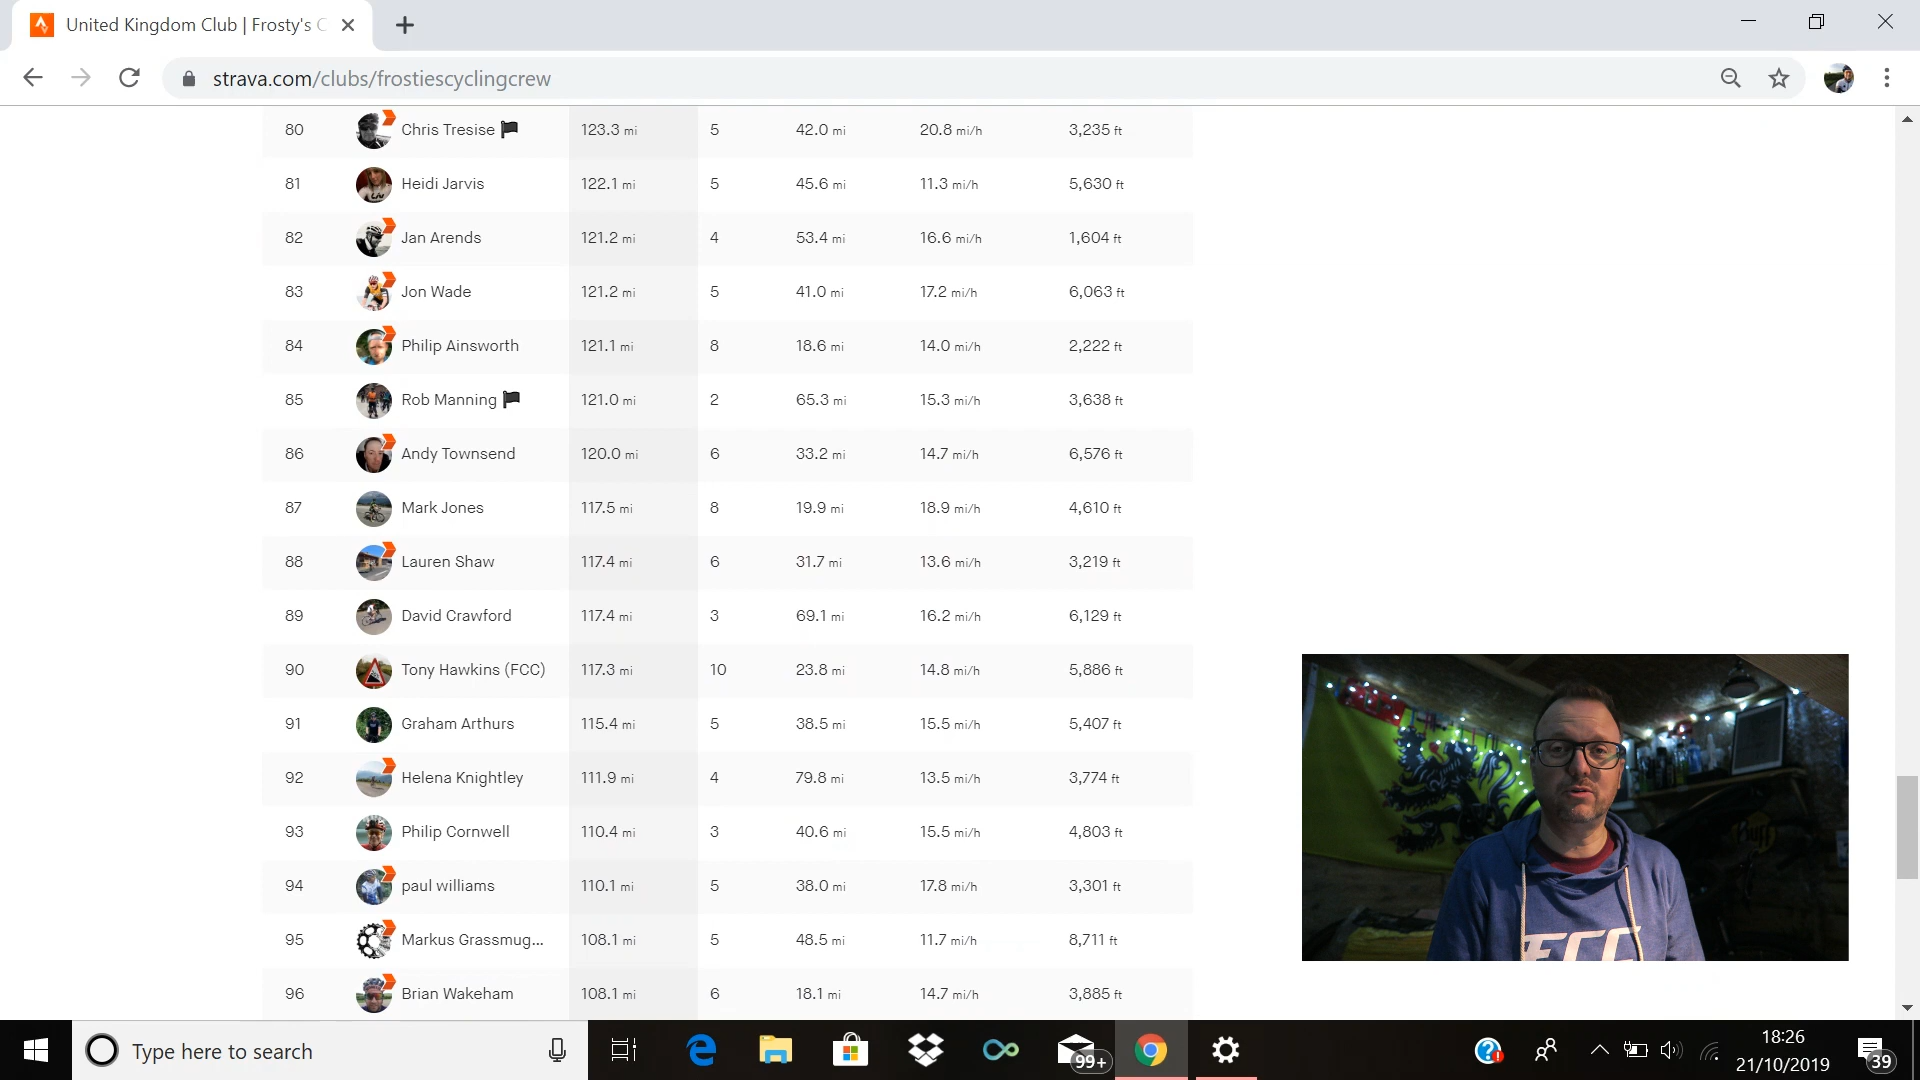 United Kingdom Club | Frosty's C
strava.com/clubs/frostiescyclingcrew
80 Chris Tresise 123.3 mi 5 42.0 mi 20.8 mi/h 3,235 ft
81 Heidi Jarvis 122.1 mi 5 45.6 mi 11.3 mi/h 5,630 ft
82 Jan Arends 121.2 mi 4 53.4 mi 16.6 mi/h 1,604 ft
83 Jon Wade 121.2 mi 5 41.0 mi 17.2 mi/h 6,063 ft
84 Philip Ainsworth 121.1 mi 8 18.6 mi 14.0 mi/h 2,222 ft
85 Rob Manning 121.0 mi 2 65.3 mi 15.3 mi/h 3,638 ft
86 Andy Townsend 120.0 mi 6 33.2 mi 14.7 mi/h 6,576 ft
87 Mark Jones 117.5 mi 8 19.9 mi 18.9 mi/h 4,610 ft
88 Lauren Shaw 117.4 mi 6 31.7 mi 13.6 mi/h 3,219 ft
89 David Crawford 117.4 mi 3 69.1 mi 16.2 mi/h 6,129 ft
90 Tony Hawkins (FCC) 117.3 mi 10 23.8 mi 14.8 mi/h 5,886 ft
91 Graham Arthurs 115.4 mi 5 38.5 mi 15.5 mi/h 5,407 ft
92 Helena Knightley 111.9 mi 4 79.8 mi 13.5 mi/h 3,774 ft
93 Philip Cornwell 110.4 mi 3 40.6 mi 15.5 mi/h 4,803 ft
94 paul williams 110.1 mi 5 38.0 mi 17.8 mi/h 3,301 ft
95 Markus Grassmug... 108.1 mi 5 48.5 mi 11.7 mi/h 8,711 ft
96 Brian Wakeham 108.1 mi 6 18.1 mi 14.7 mi/h 3,885 ft
FCC
Type here to search
99+
18:26
21/10/2019
39